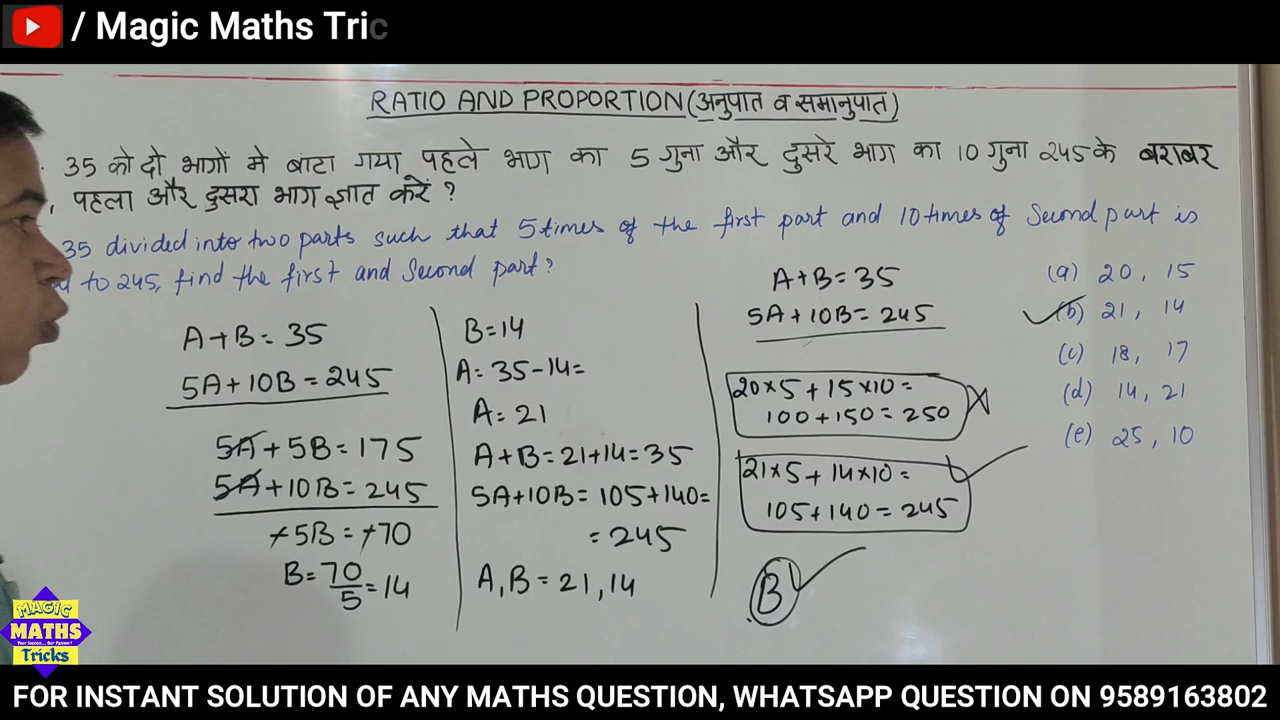 / Magic Maths Tric
RATIO AND PROPORTION (अनुपात व समानुपात)
35 को दो भागों मे बांटा गया पहले भाग का 5 गुना और दुसरे भाग का 10 गुना 245 के बराबर
, पहला और दुसरा भाग ज्ञात करें ?
35 divided into two parts such that 5 times of the first part and 10 times of Second part is
to 245, find the first and Second part?
A+B= 35
5A+10B=245
5A+5B=175
5A+10B=245
+5B=+70
B=70/5=14
B=14
A=35-14=
A=21
A+B=21+14=35
5A+10B=105+140=
=245
A,B=21,14
A+B=35
5A+10B=245
20×5+15×10=
100+150=250
21×5+14×10=
105+140=245
B
(a) 20, 15
(b) 21, 14
(c) 18, 17
(d) 14, 21
(e) 25, 10
MAGIC
MATHS
Tricks
FOR INSTANT SOLUTION OF ANY MATHS QUESTION, WHATSAPP QUESTION ON 9589163802